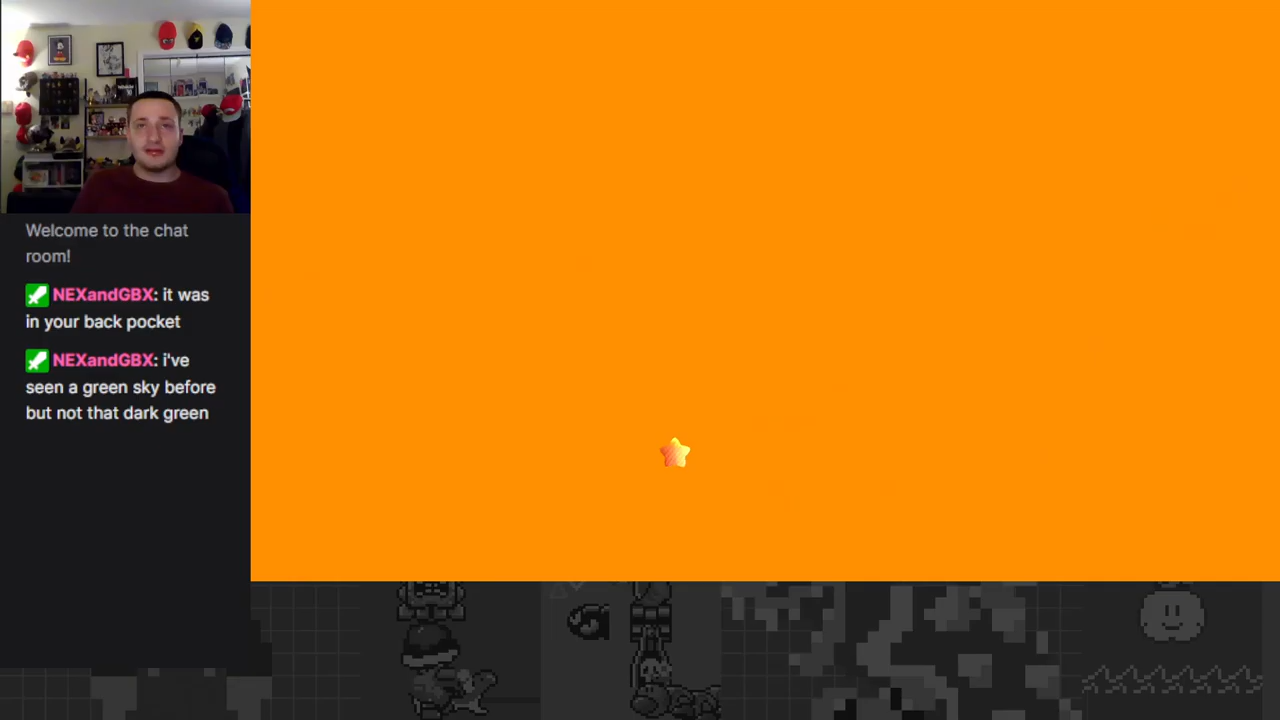 Welcome to the chat
room!
NEXandGBX: it was
in your back pocket
NEXandGBX: i've
seen a green sky before
but not that dark green